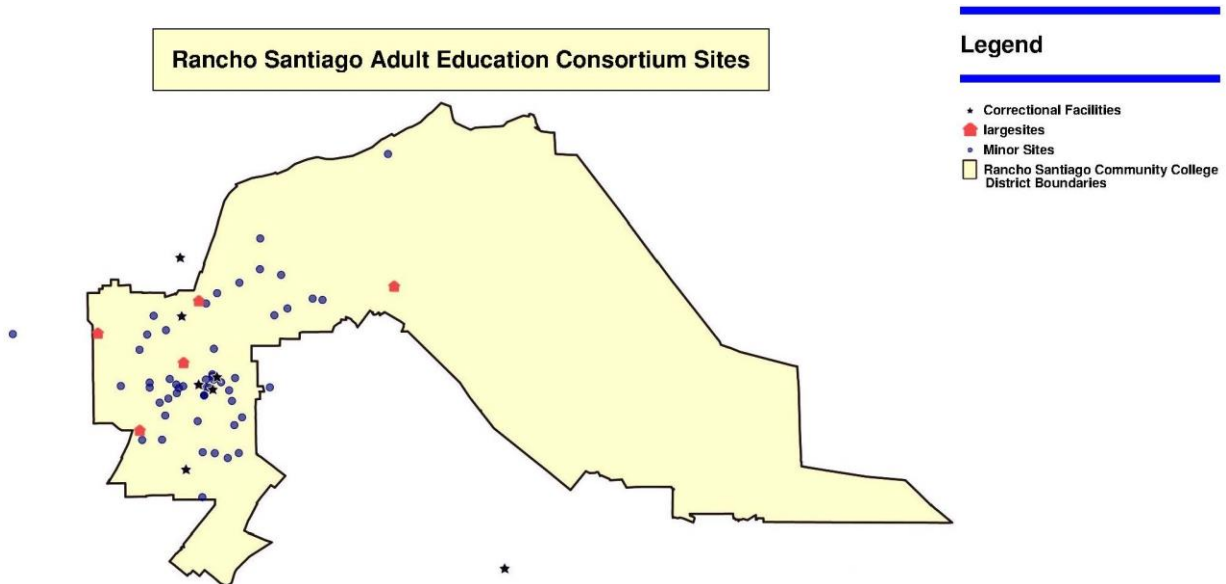 Rancho Santiago Adult Education Consortium Sites
Legend
Correctional Facilities
largesites
Minor Sites
Rancho Santiago Community College
District Boundaries